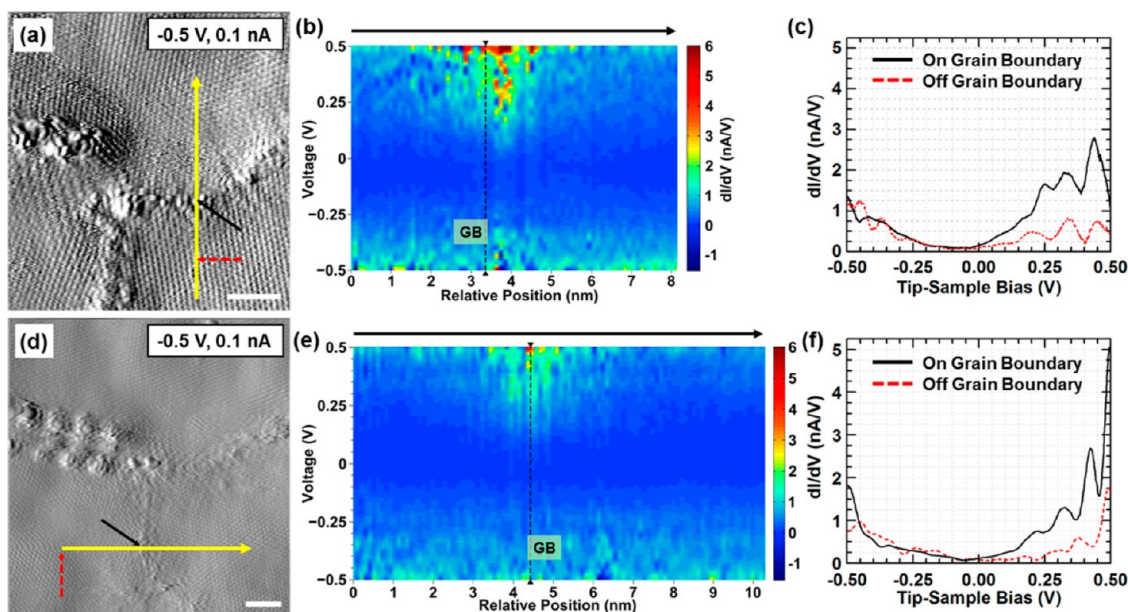 (a)
-0.5 V, 0.1 nA
(b)
0.5
0.25
0
−0.25
−0.5
Voltage (V)
GB
0 1 2 3 4 5 6 7 8
Relative Position (nm)
6
5
4
3
2
1
0
-1
dI/dV (nA/V)
(c)
On Grain Boundary
Off Grain Boundary
5
4
3
2
1
0
dI/dV (nA/V)
-0.50 -0.25 0.00 0.25 0.50
Tip-Sample Bias (V)
(d)
-0.5 V, 0.1 nA
(e)
0.5
0.25
0
−0.25
−0.5
Voltage (V)
GB
0 1 2 3 4 5 6 7 8 9 10
Relative Position (nm)
6
5
4
3
2
1
0
-1
dI/dV (nA/V)
(f)
On Grain Boundary
Off Grain Boundary
5
4
3
2
1
0
dI/dV (nA/V)
-0.50 -0.25 0.00 0.25 0.50
Tip-Sample Bias (V)